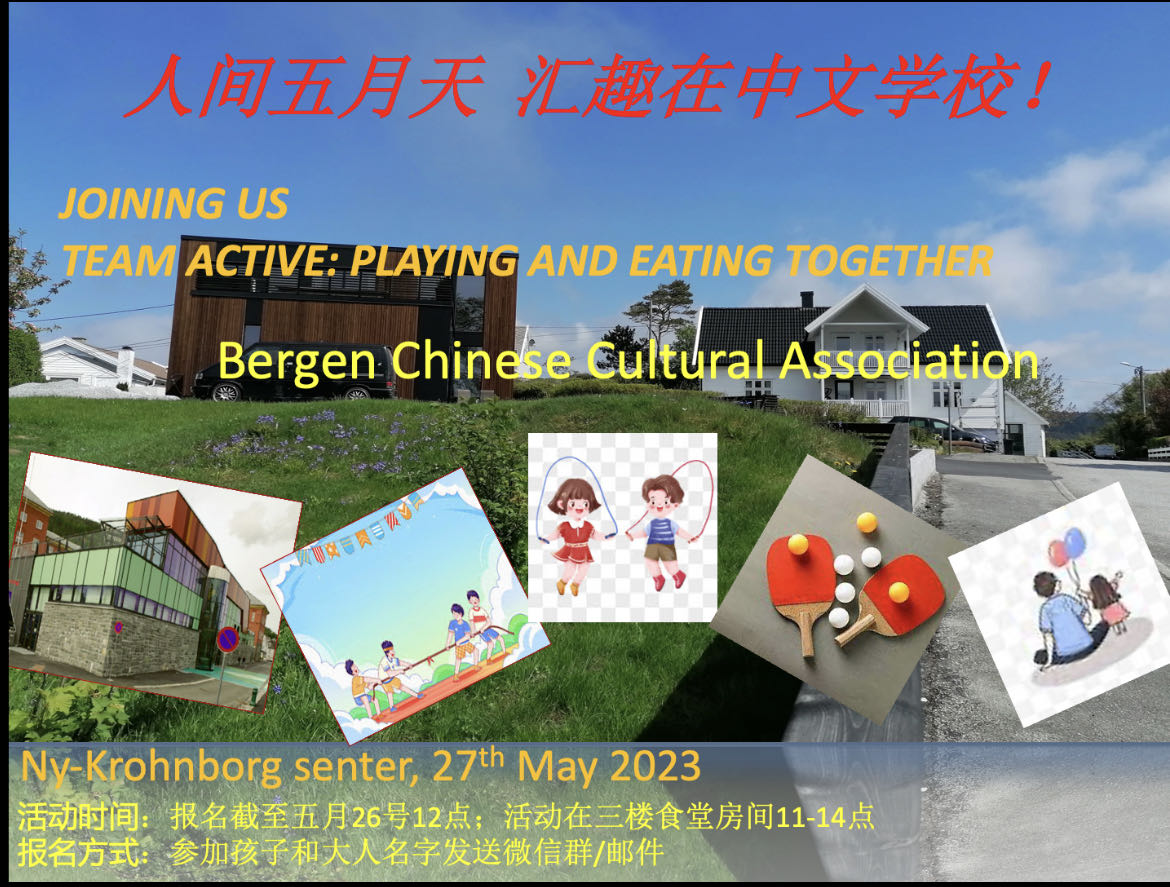 人间五月天 汇趣在中文学校！
JOINING US
TEAM ACTIVE: PLAYING AND EATING TOGETHER
Bergen Chinese Cultural Association
Ny-Krohnborg senter, 27th May 2023
活动时间：报名截至五月26号12点；活动在三楼食堂房间11-14点
报名方式：参加孩子和大人名字发送微信群/邮件